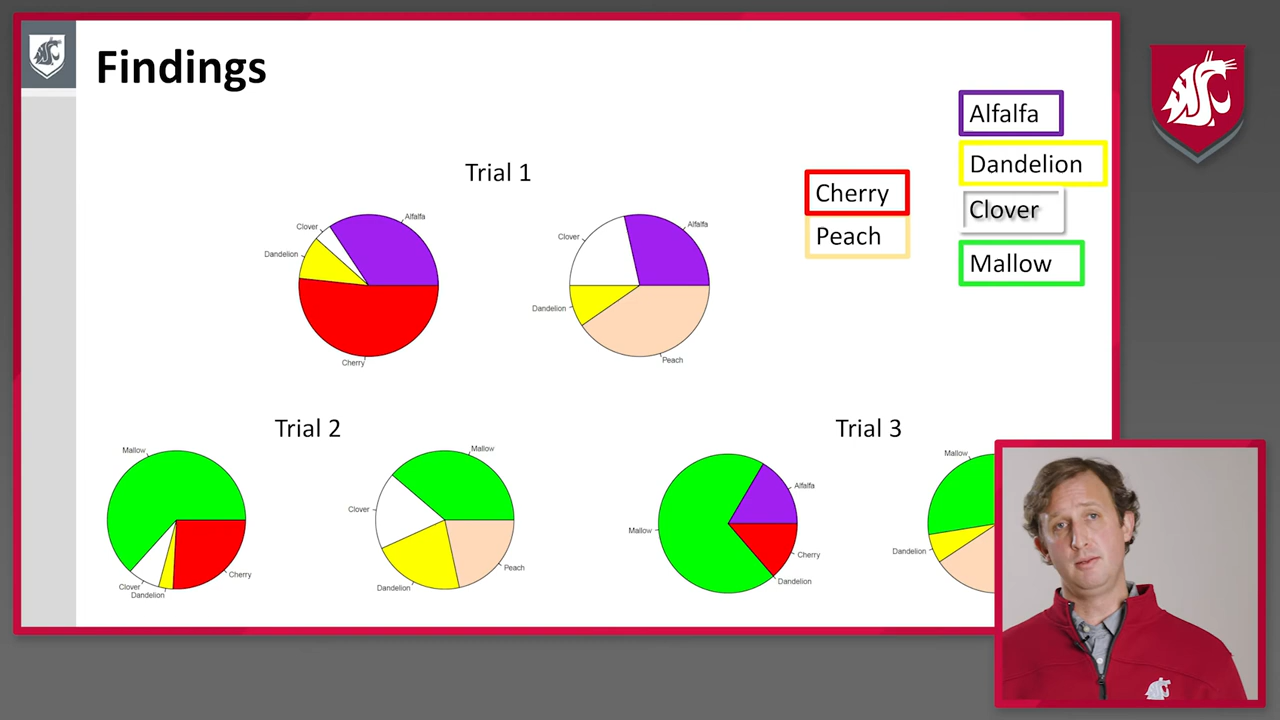 Findings
Alfalfa
Dandelion
Cherry
Clover
Peach
Mallow
Trial 1
Clover
Alfalfa
Dandelion
Cherry
Clover
Alfalfa
Dandelion
Peach
Trial 2
Mallow
Clover
Dandelion
Cherry
Mallow
Clover
Dandelion
Peach
Trial 3
Mallow
Alfalfa
Cherry
Dandelion
Mallow
Dandelion